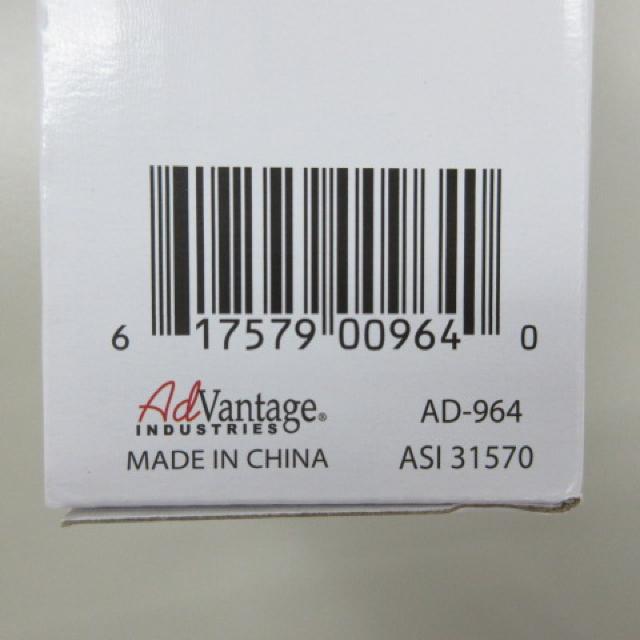 6 17579 00964 0
AdVantage® AD-964
INDUSTRIES
MADE IN CHINA ASI 31570